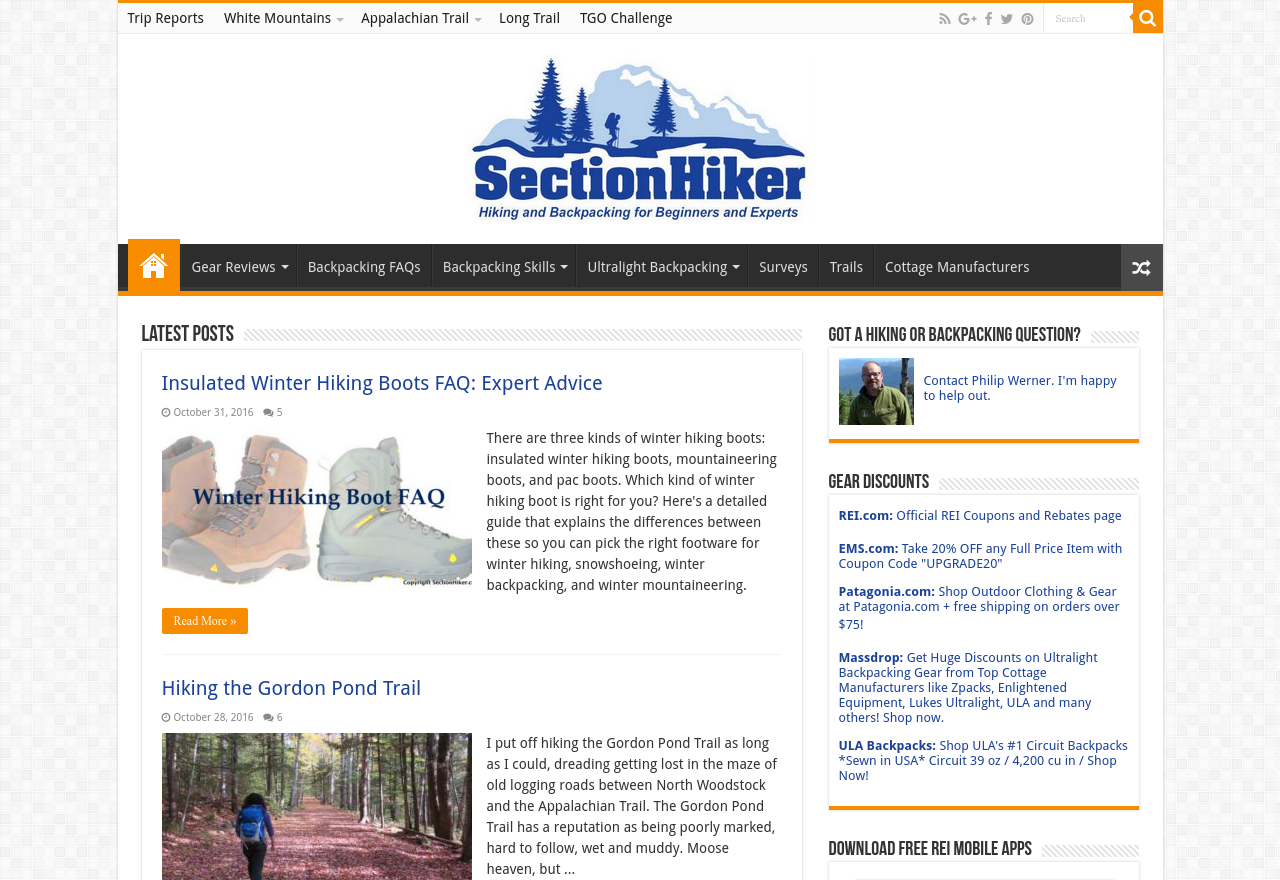 Trip Reports White Mountains Appalachian Trail Long Trail TGO Challenge Search
SectionHiker
Hiking and Backpacking for Beginners and Experts
Gear Reviews Backpacking FAQs Backpacking Skills Ultralight Backpacking Surveys Trails Cottage Manufacturers
LATEST POSTS
Insulated Winter Hiking Boots FAQ: Expert Advice
October 31, 2016 5
Winter Hiking Boot FAQ
Copyright SectionHiker.c
There are three kinds of winter hiking boots:
insulated winter hiking boots, mountaineering
boots, and pac boots. Which kind of winter
hiking boot is right for you? Here's a detailed
guide that explains the differences between
these so you can pick the right footware for
winter hiking, snowshoeing, winter
backpacking, and winter mountaineering.
Read More »
Hiking the Gordon Pond Trail
October 28, 2016 6
I put off hiking the Gordon Pond Trail as long
as I could, dreading getting lost in the maze of
old logging roads between North Woodstock
and the Appalachian Trail. The Gordon Pond
Trail has a reputation as being poorly marked,
hard to follow, wet and muddy. Moose
heaven, but ...
GOT A HIKING OR BACKPACKING QUESTION?
Contact Philip Werner. I'm happy
to help out.
GEAR DISCOUNTS
REI.com: Official REI Coupons and Rebates page
EMS.com: Take 20% OFF any Full Price Item with
Coupon Code "UPGRADE20"
Patagonia.com: Shop Outdoor Clothing & Gear
at Patagonia.com + free shipping on orders over
$75!
Massdrop: Get Huge Discounts on Ultralight
Backpacking Gear from Top Cottage
Manufacturers like Zpacks, Enlightened
Equipment, Lukes Ultralight, ULA and many
others! Shop now.
ULA Backpacks: Shop ULA's #1 Circuit Backpacks
*Sewn in USA* Circuit 39 oz / 4,200 cu in / Shop
Now!
DOWNLOAD FREE REI MOBILE APPS